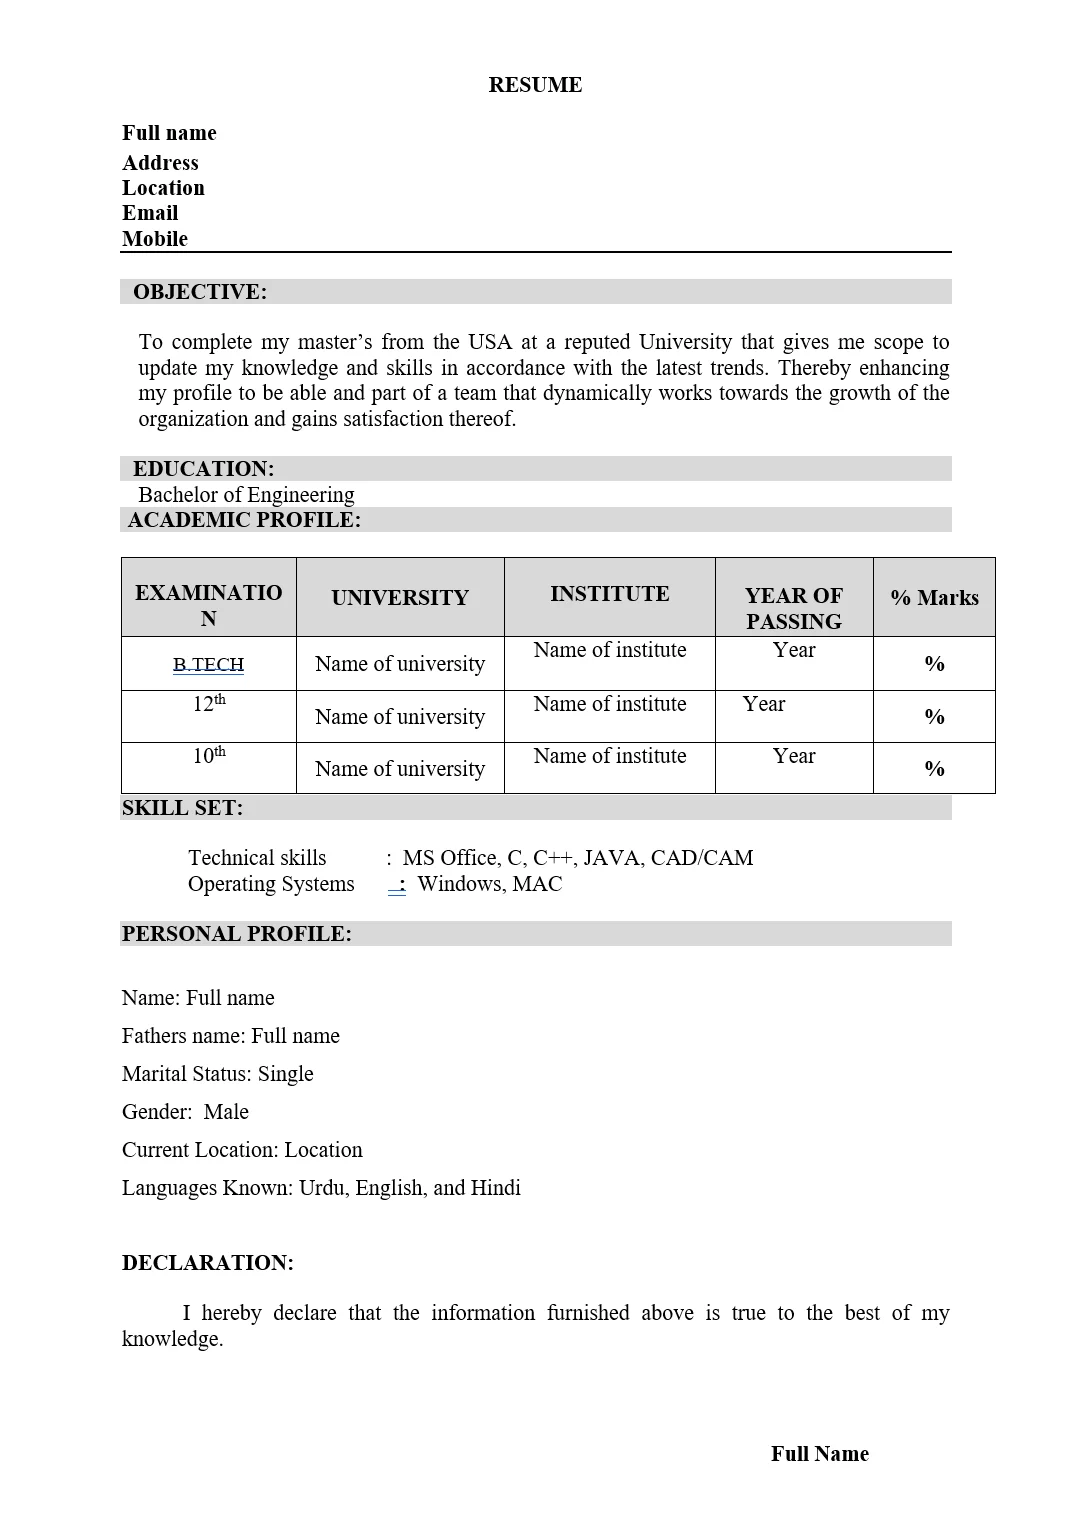 RESUME
Full name
Address
Location
Email
Mobile
OBJECTIVE:
To complete my master’s from the USA at a reputed University that gives me scope to
update my knowledge and skills in accordance with the latest trends. Thereby enhancing
my profile to be able and part of a team that dynamically works towards the growth of the
organization and gains satisfaction thereof.
EDUCATION:
Bachelor of Engineering
ACADEMIC PROFILE:
EXAMINATIO
N
UNIVERSITY
INSTITUTE
YEAR OF
PASSING
% Marks
B.TECH
Name of university
Name of institute
Year
%
12th
Name of university
Name of institute
Year
%
10th
Name of university
Name of institute
Year
%
SKILL SET:
Technical skills : MS Office, C, C++, JAVA, CAD/CAM
Operating Systems : Windows, MAC
PERSONAL PROFILE:
Name: Full name
Fathers name: Full name
Marital Status: Single
Gender: Male
Current Location: Location
Languages Known: Urdu, English, and Hindi
DECLARATION:
I hereby declare that the information furnished above is true to the best of my
knowledge.
Full Name